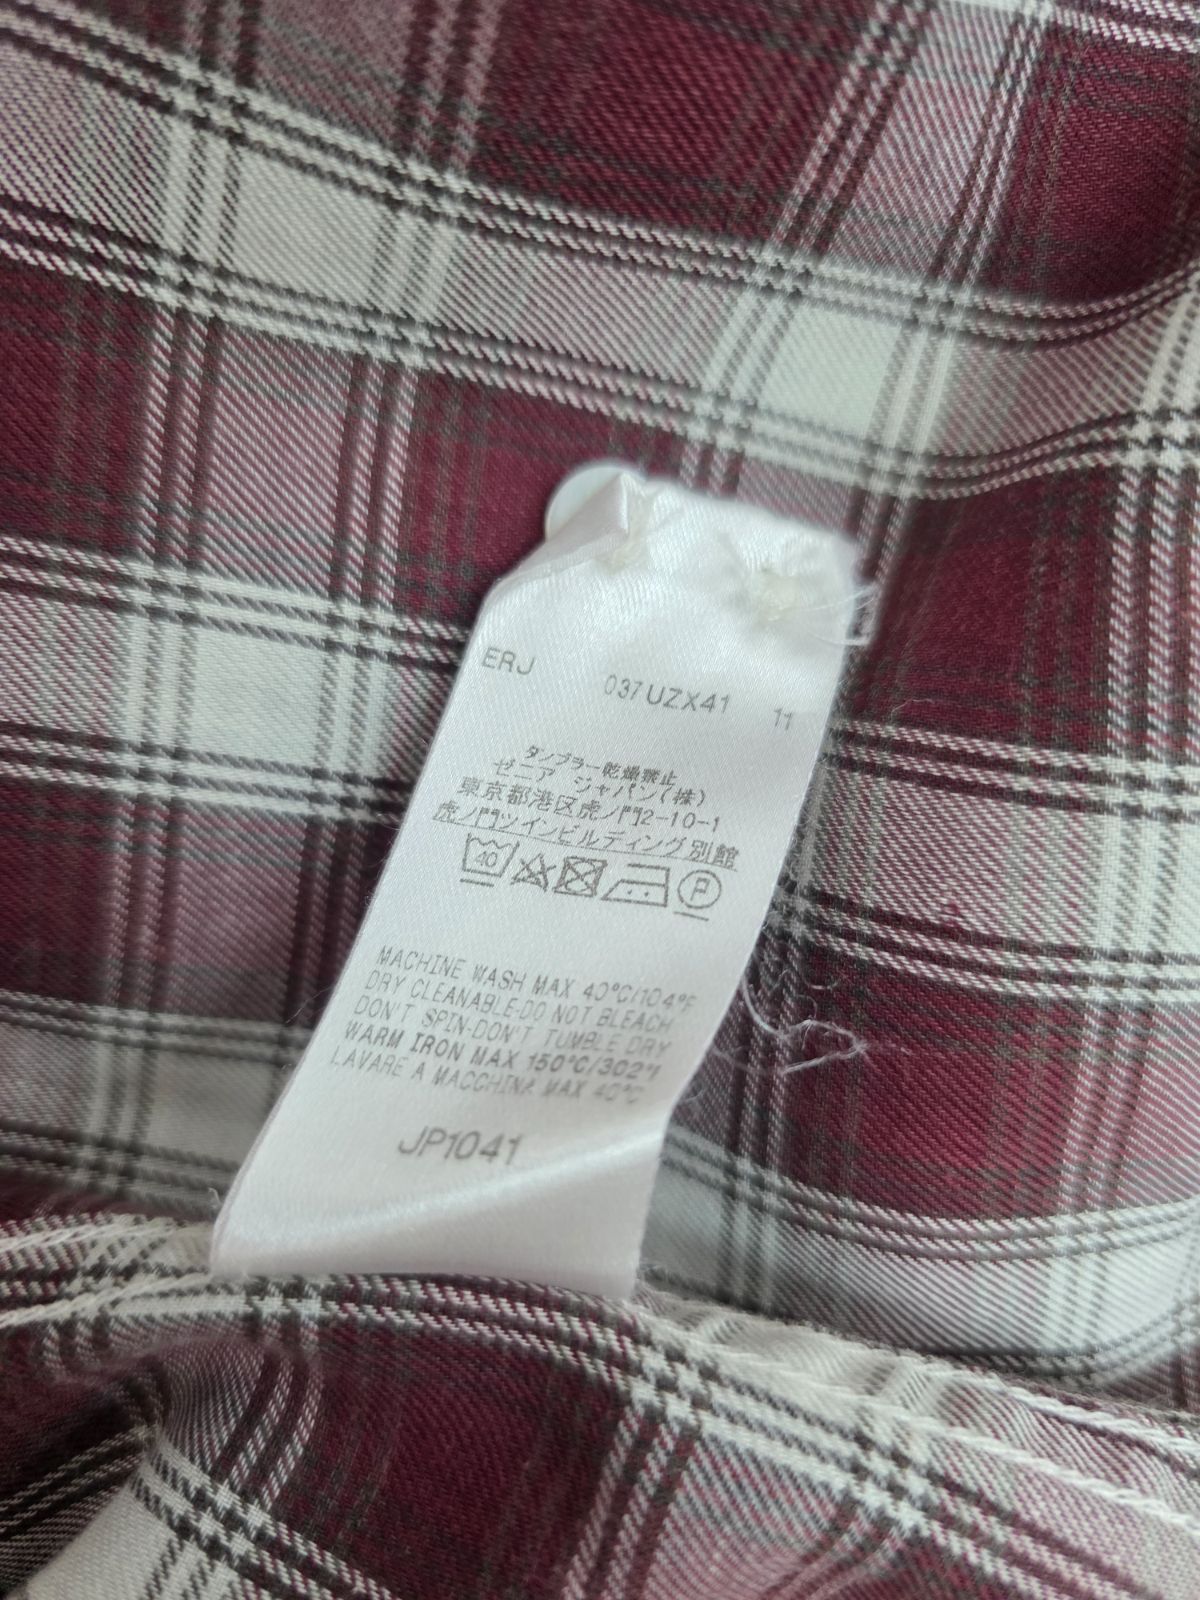 ERJ 037UZX41 11
タンブラー乾燥禁止
ゼニア ジャパン(株)
東京都港区虎ノ門2-10-1
虎ノ門ツインビルディング別館
40 P
MACHINE WASH MAX 40°C/104°F
DRY CLEANABLE-DO NOT BLEACH
DON'T SPIN-DON'T TUMBLE DRY
WARM IRON MAX 150°C/302°F
LAVARE A MACCHINA MAX 40°C
JP1041